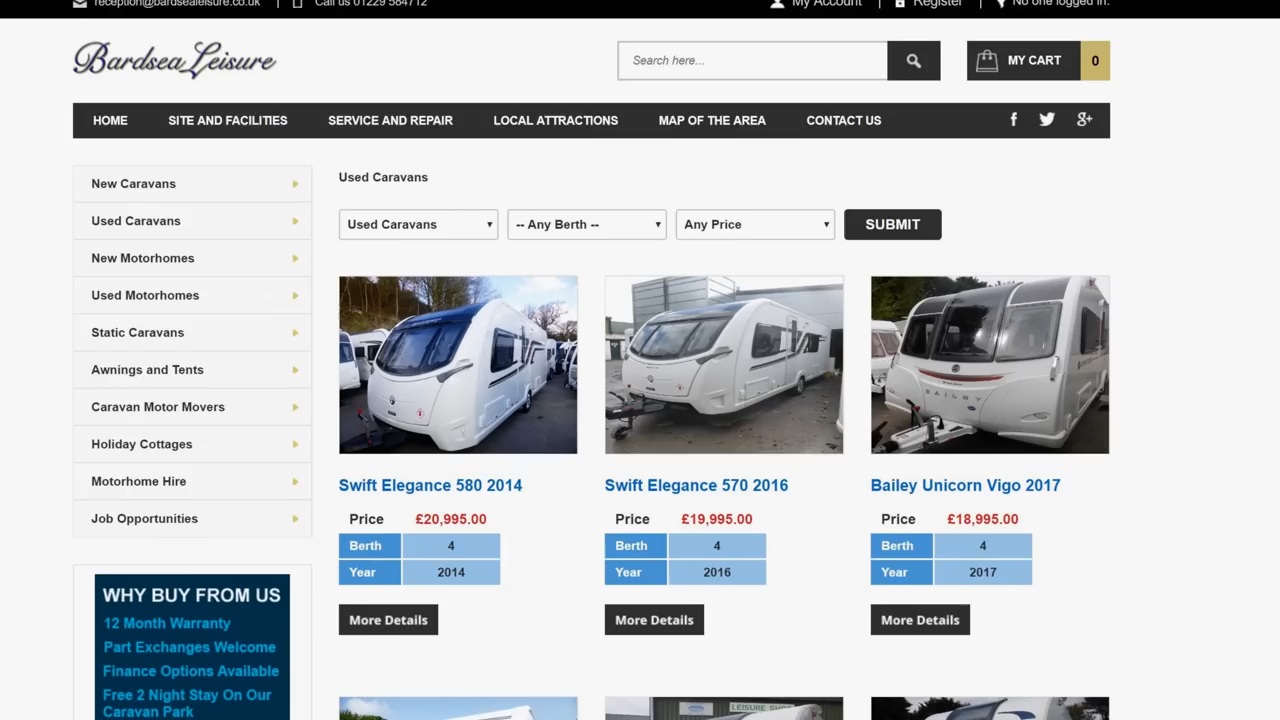 reception@bardsealeisure.co.uk | Call us 01229 584712 My Account | Register | No one logged in.
Bardsea Leisure
Search here...
MY CART 0
HOME SITE AND FACILITIES SERVICE AND REPAIR LOCAL ATTRACTIONS MAP OF THE AREA CONTACT US
New Caravans
Used Caravans
New Motorhomes
Used Motorhomes
Static Caravans
Awnings and Tents
Caravan Motor Movers
Holiday Cottages
Motorhome Hire
Job Opportunities
WHY BUY FROM US
12 Month Warranty
Part Exchanges Welcome
Finance Options Available
Free 2 Night Stay On Our
Caravan Park
Used Caravans
Used Caravans -- Any Berth -- Any Price SUBMIT
Swift Elegance 580 2014
Price £20,995.00
Berth 4
Year 2014
More Details
Swift Elegance 570 2016
Price £19,995.00
Berth 4
Year 2016
More Details
Bailey Unicorn Vigo 2017
BAILEY
Price £18,995.00
Berth 4
Year 2017
More Details